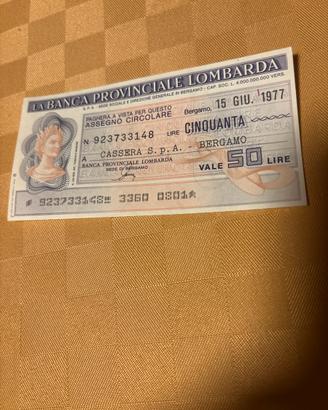 LA BANCA PROVINCIALE LOMBARDA
S.P.A. - SEDE SOCIALE E DIREZIONE GENERALE IN BERGAMO - CAP. SOC. L. 4.000.000.000 VERS.
PAGHERÀ A VISTA PER QUESTO
ASSEGNO CIRCOLARE
Bergamo, 15 GIU. 1977
N 923733148 LIRE CINQUANTA
A CASSERA S.p.A. - BERGAMO
BANCA PROVINCIALE LOMBARDA
SEDE DI BERGAMO
VALE 50 LIRE
923733148 3360 0801